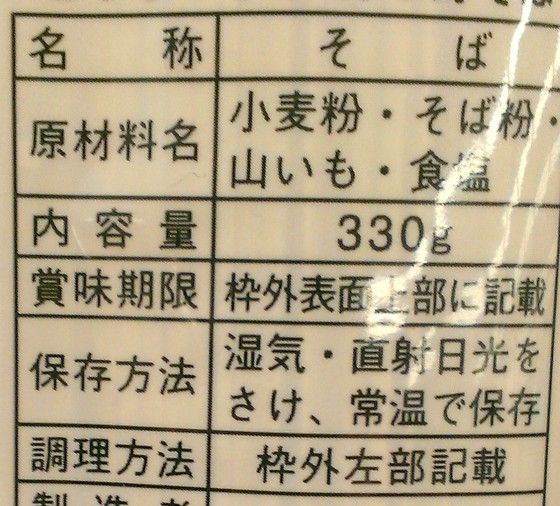 名称 そば
原材料名 小麦粉・そば粉・
山いも・食塩
内容量 330g
賞味期限 枠外表面上部に記載
保存方法 湿気・直射日光を
さけ、常温で保存
調理方法 枠外左部記載
製造者